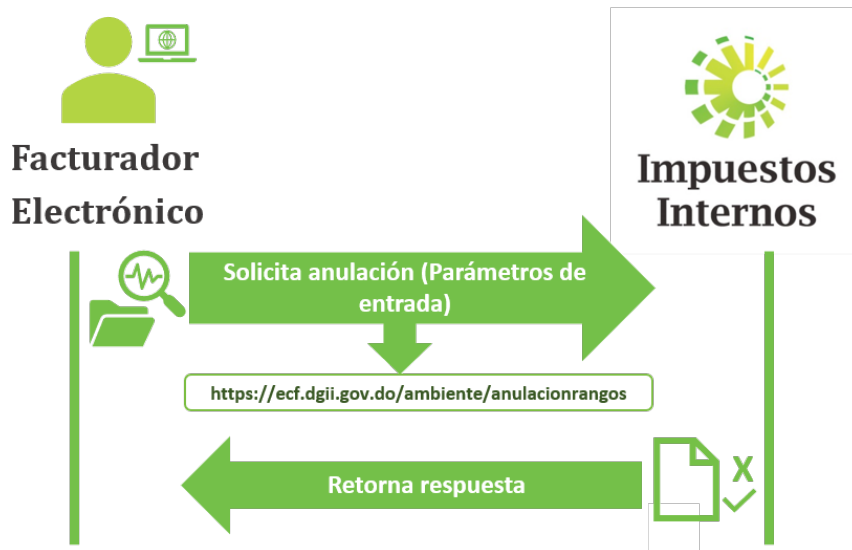 Facturador
Electrónico
Impuestos
Internos
Solicita anulación (Parámetros de
entrada)
https://ecf.dgii.gov.do/ambiente/anulacionrangos
Retorna respuesta
X